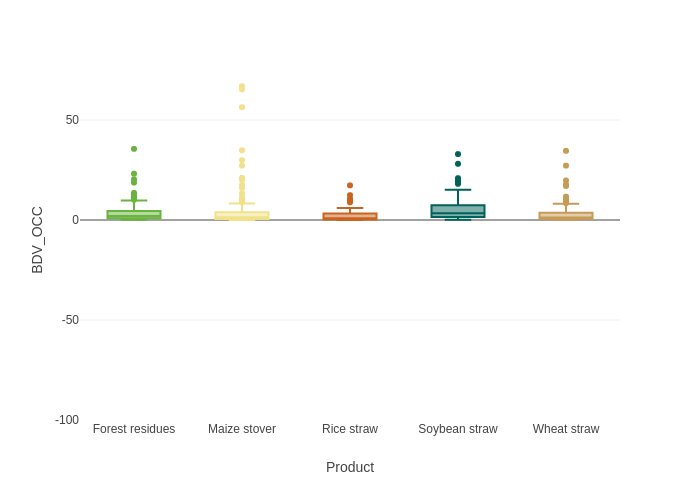 50
0
-50
-100
BDV_OCC
Forest residues
Maize stover
Rice straw
Soybean straw
Wheat straw
Product